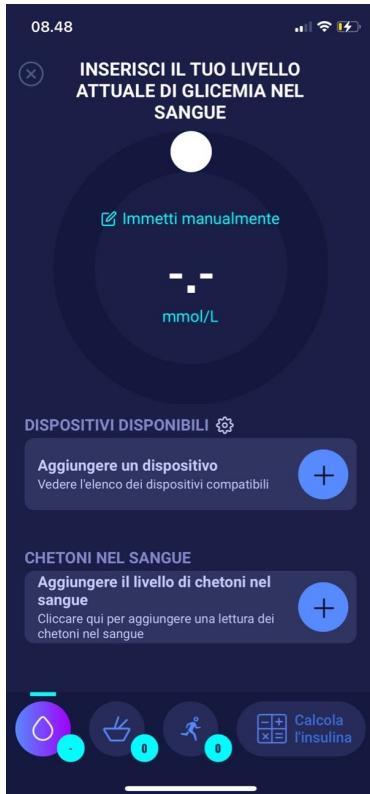 08.48
INSERISCI IL TUO LIVELLO
ATTUALE DI GLICEMIA NEL
SANGUE
Immetti manualmente
-.-
mmol/L
DISPOSITIVI DISPONIBILI
Aggiungere un dispositivo
Vedere l'elenco dei dispositivi compatibili
CHETONI NEL SANGUE
Aggiungere il livello di chetoni nel
sangue
Cliccare qui per aggiungere una lettura dei
chetoni nel sangue
-
0
0
Calcola
l'insulina